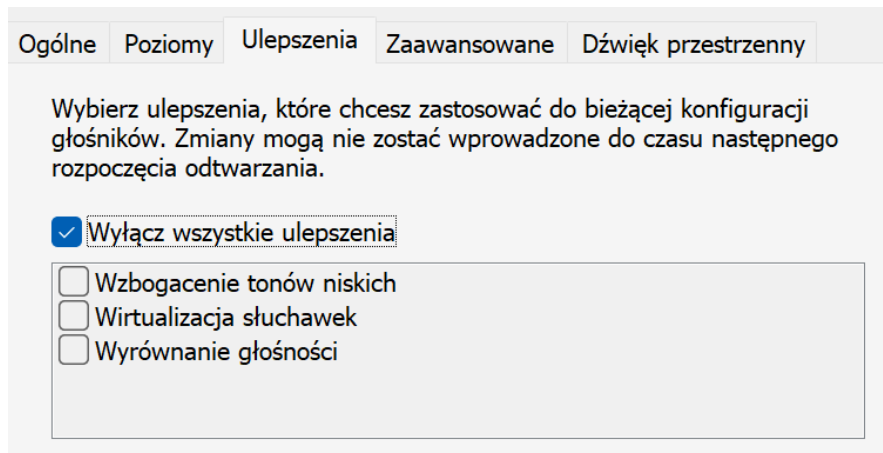 Ogólne Poziomy Ulepszenia Zaawansowane Dźwięk przestrzenny
Wybierz ulepszenia, które chcesz zastosować do bieżącej konfiguracji
głośników. Zmiany mogą nie zostać wprowadzone do czasu następnego
rozpoczęcia odtwarzania.
Wyłącz wszystkie ulepszenia
Wzbogacenie tonów niskich
Wirtualizacja słuchawek
Wyrównanie głośności